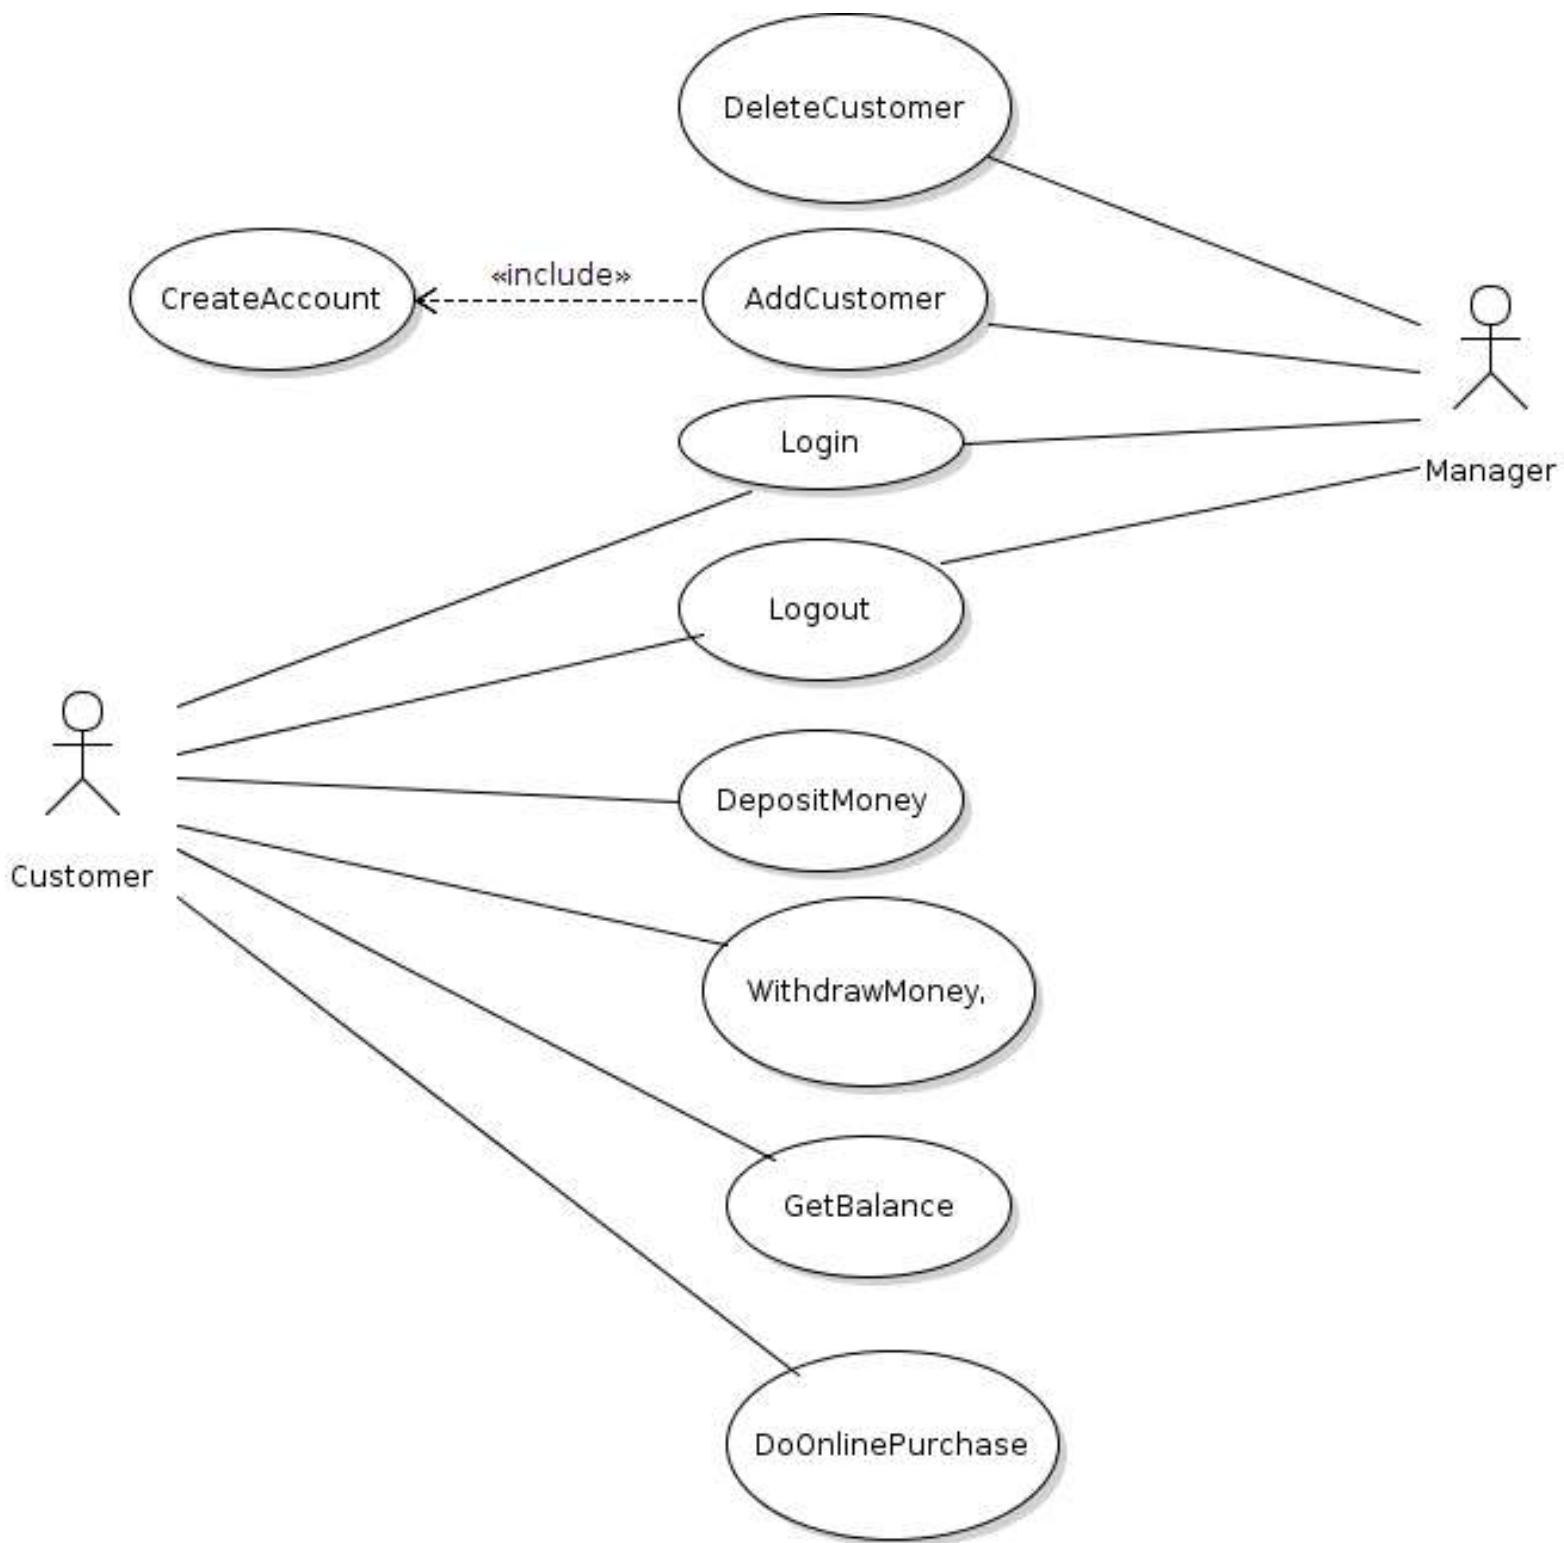 DeleteCustomer
«include»
CreateAccount
AddCustomer
Login
Manager
Logout
DepositMoney
Customer
WithdrawMoney,
GetBalance
DoOnlinePurchase